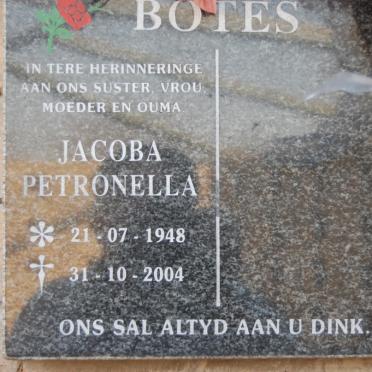 BOTES
IN TERE HERINNERINGE
AAN ONS SUSTER, VROU,
MOEDER EN OUMA
JACOBA
PETRONELLA
* 21 - 07 - 1948
† 31 - 10 - 2004
ONS SAL ALTYD AAN U DINK.